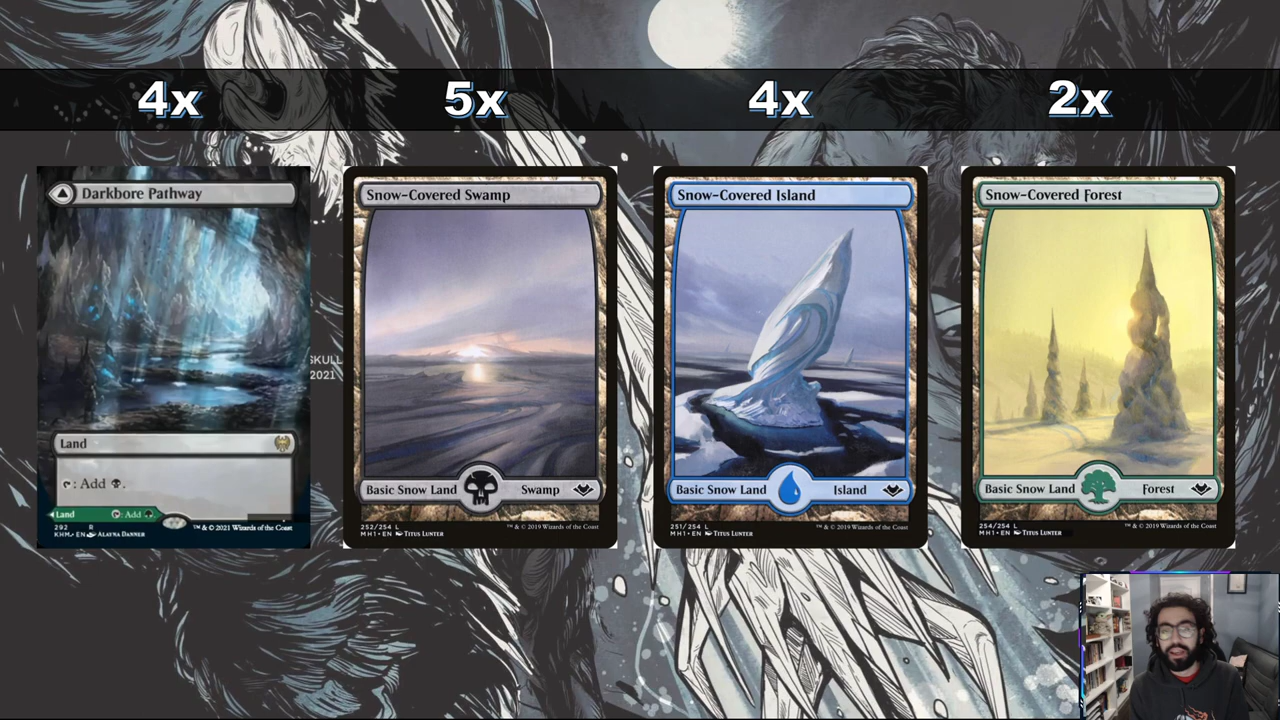 4x
5x
4x
2x
Darkbore Pathway
Land
: Add .
Land : Add
292 R
KHM • EN ALAYNA DANNER
™ & © 2021 Wizards of the Coast
SKULL
2021
Snow-Covered Swamp
Basic Snow Land Swamp
252/254 L
MH1 • EN TITUS LUNTER
™ & © 2019 Wizards of the Coast
Snow-Covered Island
Basic Snow Land Island
251/254 L
MH1 • EN TITUS LUNTER
™ & © 2019 Wizards of the Coast
Snow-Covered Forest
Basic Snow Land Forest
254/254 L
MH1 • EN TITUS LUNTER
™ & © 2019 Wizards of the Coast